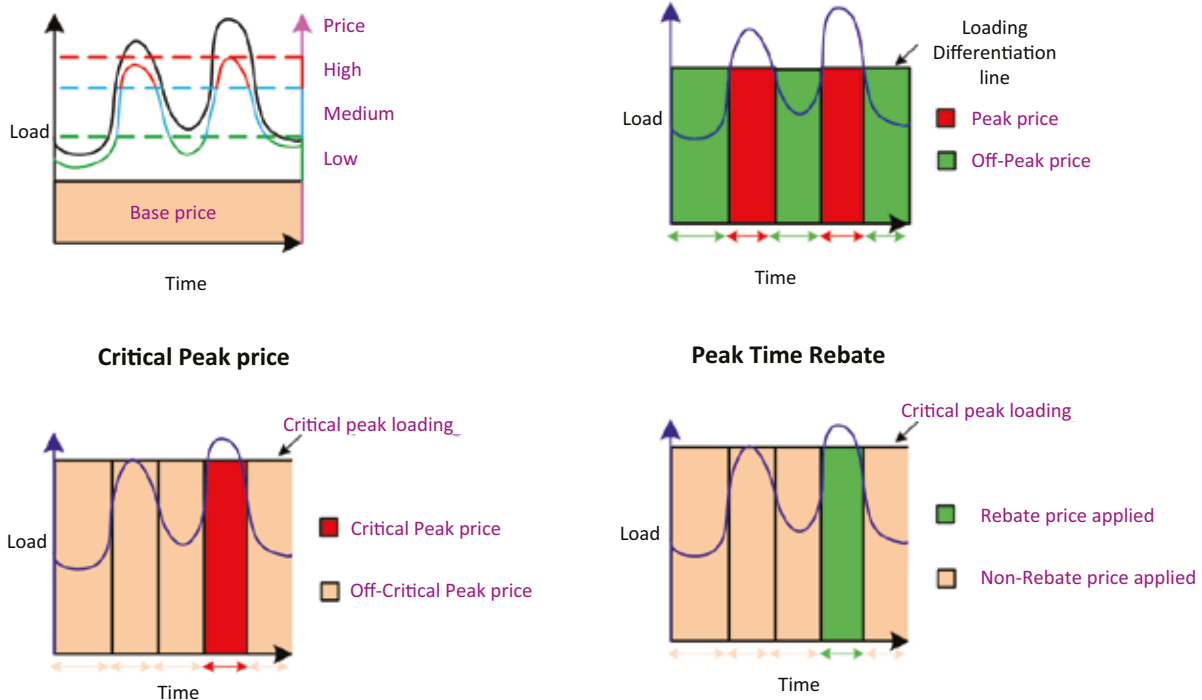 Price
High
Medium
Low
Load
Base price
Time
Loading
Differentiation
line
Load
Peak price
Off-Peak price
Time
Critical Peak price
Critical peak loading
Load
Critical Peak price
Off-Critical Peak price
Time
Peak Time Rebate
Critical peak loading
Load
Rebate price applied
Non-Rebate price applied
Time